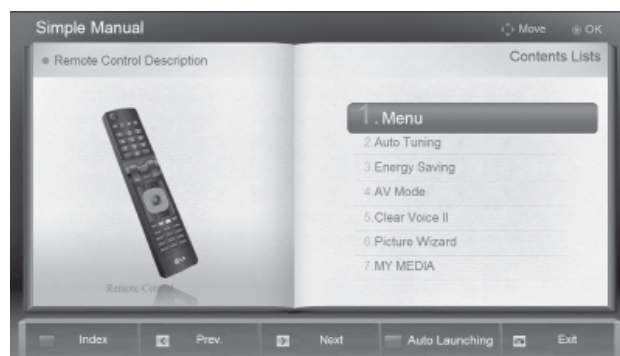 Simple Manual
Move
OK
Remote Control Description
Contents Lists
1.Menu
2.Auto Tuning
3.Energy Saving
4.AV Mode
5.Clear Voice II
6.Picture Wizard
7.MY MEDIA
LG
Remote Control
Index
Prev.
Next
Auto Launching
Exit